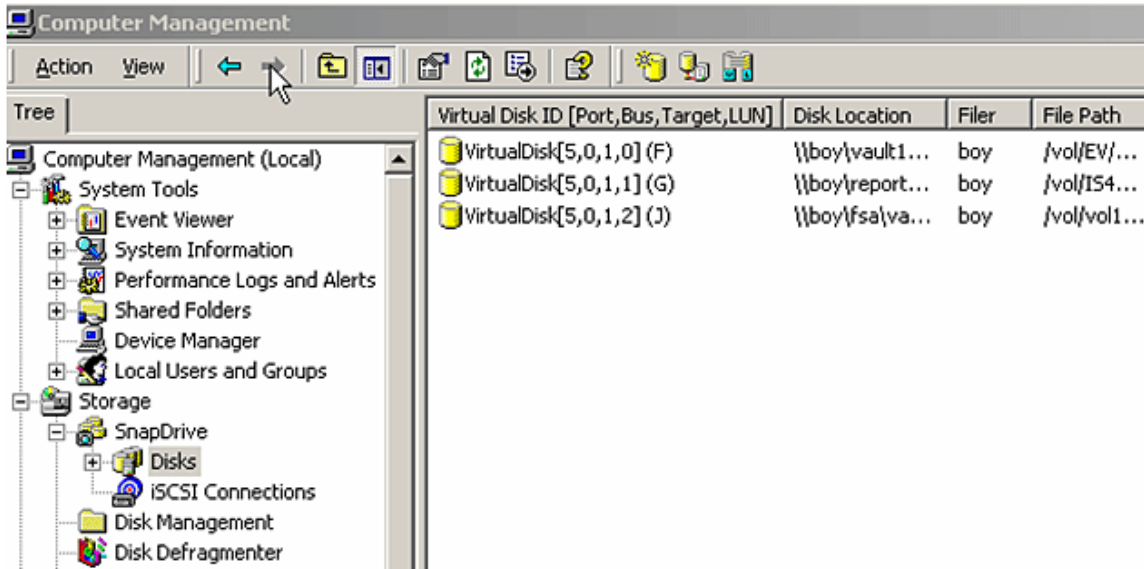 Computer Management
Action View
Tree
Virtual Disk ID [Port,Bus,Target,LUN] Disk Location Filer File Path
Computer Management (Local)
System Tools
Event Viewer
System Information
Performance Logs and Alerts
Shared Folders
Device Manager
Local Users and Groups
Storage
SnapDrive
Disks
iSCSI Connections
Disk Management
Disk Defragmenter
VirtualDisk[5,0,1,0] (F) \\boy\vault1... boy /vol/EV/...
VirtualDisk[5,0,1,1] (G) \\boy\report... boy /vol/IS4...
VirtualDisk[5,0,1,2] (J) \\boy\fsa\va... boy /vol/vol1...